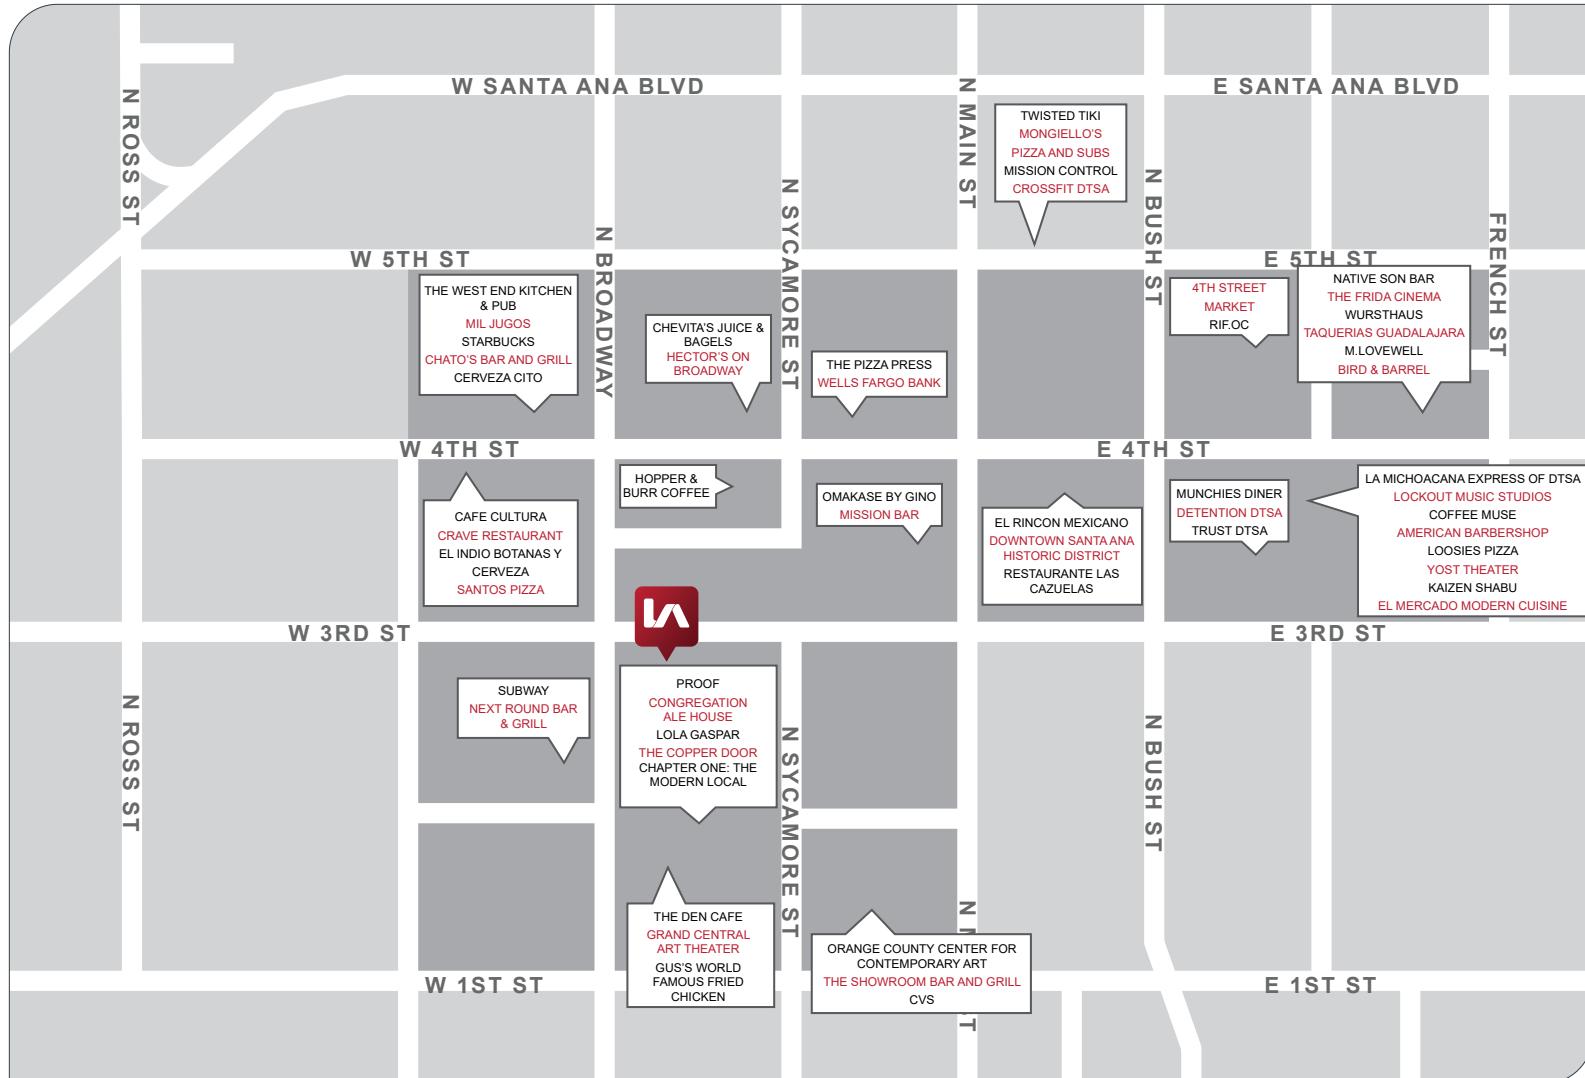 W SANTA ANA BLVD
E SANTA ANA BLVD
N ROSS ST
N MAIN ST
TWISTED TIKI
MONGIELLO'S
PIZZA AND SUBS
MISSION CONTROL
CROSSFIT DTSA
N SYCAMORE ST
N BUSH ST
FRENCH ST
N BROADWAY
W 5TH ST
E 5TH ST
THE WEST END KITCHEN
& PUB
MIL JUGOS
STARBUCKS
CHATO'S BAR AND GRILL
CERVEZA CITO
CHEVITA'S JUICE &
BAGELS
HECTOR'S ON
BROADWAY
THE PIZZA PRESS
WELLS FARGO BANK
4TH STREET
MARKET
RIF.OC
NATIVE SON BAR
THE FRIDA CINEMA
WURSTHAUS
TAQUERIAS GUADALAJARA
M.LOVEWELL
BIRD & BARREL
W 4TH ST
E 4TH ST
CAFE CULTURA
CRAVE RESTAURANT
EL INDIO BOTANAS Y
CERVEZA
SANTOS PIZZA
HOPPER &
BURR COFFEE
OMAKASE BY GINO
MISSION BAR
EL RINCON MEXICANO
DOWNTOWN SANTA ANA
HISTORIC DISTRICT
RESTAURANTE LAS
CAZUELAS
MUNCHIES DINER
DETENTION DTSA
TRUST DTSA
LA MICHOACANA EXPRESS OF DTSA
LOCKOUT MUSIC STUDIOS
COFFEE MUSE
AMERICAN BARBERSHOP
LOOSIES PIZZA
YOST THEATER
KAIZEN SHABU
EL MERCADO MODERN CUISINE
W 3RD ST
E 3RD ST
SUBWAY
NEXT ROUND BAR
& GRILL
PROOF
CONGREGATION
ALE HOUSE
LOLA GASPAR
THE COPPER DOOR
CHAPTER ONE: THE
MODERN LOCAL
N ROSS ST
N SYCAMORE ST
N BUSH ST
THE DEN CAFE
GRAND CENTRAL
ART THEATER
GUS'S WORLD
FAMOUS FRIED
CHICKEN
ORANGE COUNTY CENTER FOR
CONTEMPORARY ART
THE SHOWROOM BAR AND GRILL
CVS
W 1ST ST
E 1ST ST